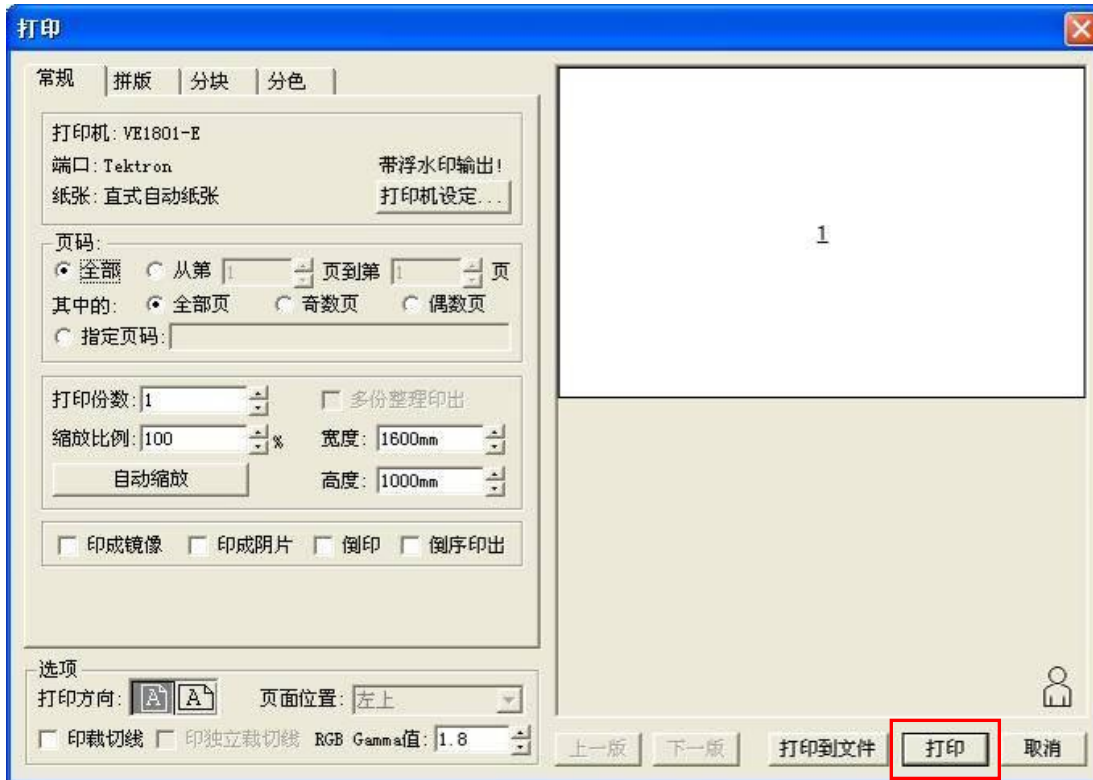 打印
常规 拼版 分块 分色
打印机: VE1801-E
端口: Tektron 带浮水印输出!
纸张: 直式自动纸张 打印机设定...
页码:
全部 从第 1 页到第 1 页
其中的: 全部页 奇数页 偶数页
指定页码:
打印份数: 1 多份整理印出
缩放比例: 100 % 宽度: 1600mm
自动缩放 高度: 1000mm
印成镜像 印成阴片 倒印 倒序印出
1
选项
打印方向: A A 页面位置: 左上
印裁切线 印独立裁切线 RGB Gamma值: 1.8
上一版 下一版 打印到文件 打印 取消